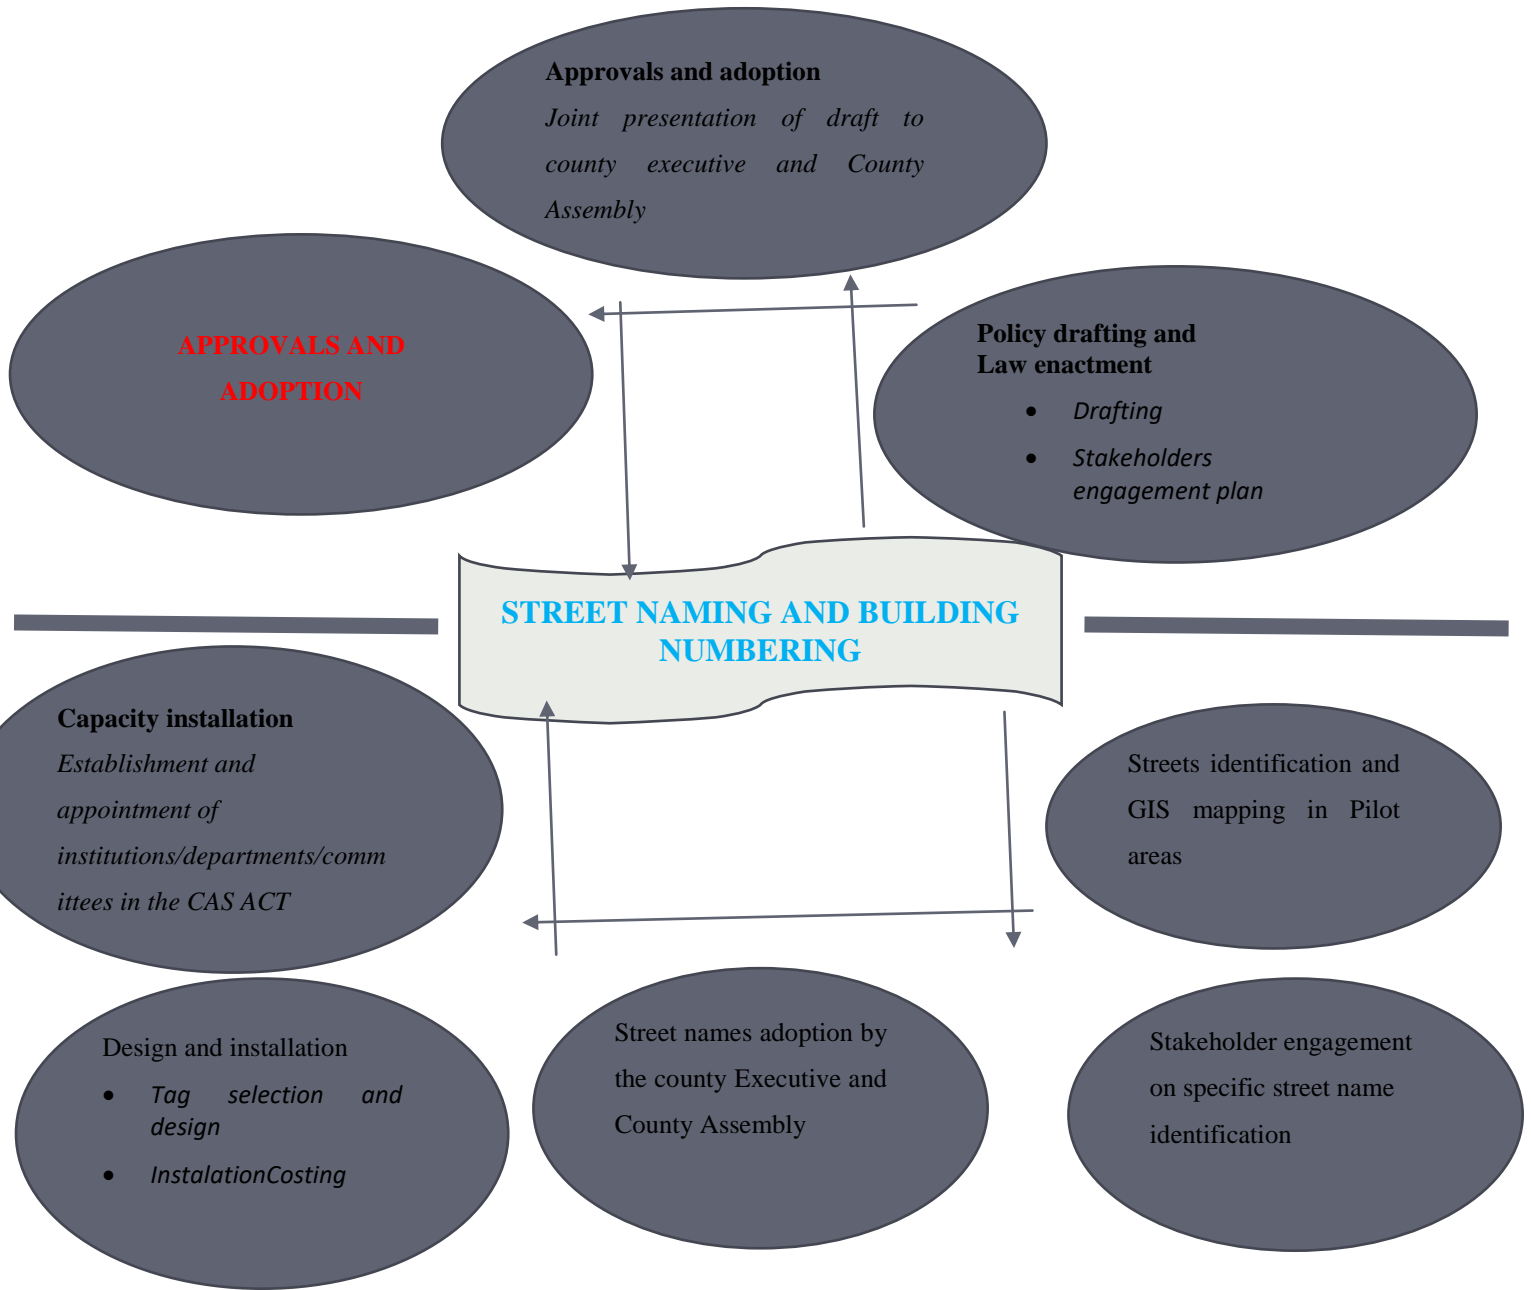 Approvals and adoption
Joint presentation of draft to
county executive and County
Assembly
APPROVALS AND
ADOPTION
Policy drafting and
Law enactment
• Drafting
• Stakeholders
engagement plan
STREET NAMING AND BUILDING
NUMBERING
Capacity installation
Establishment and
appointment of
institutions/departments/comm
ittees in the CAS ACT
Streets identification and
GIS mapping in Pilot
areas
Design and installation
• Tag selection and
design
• InstalationCosting
Street names adoption by
the county Executive and
County Assembly
Stakeholder engagement
on specific street name
identification